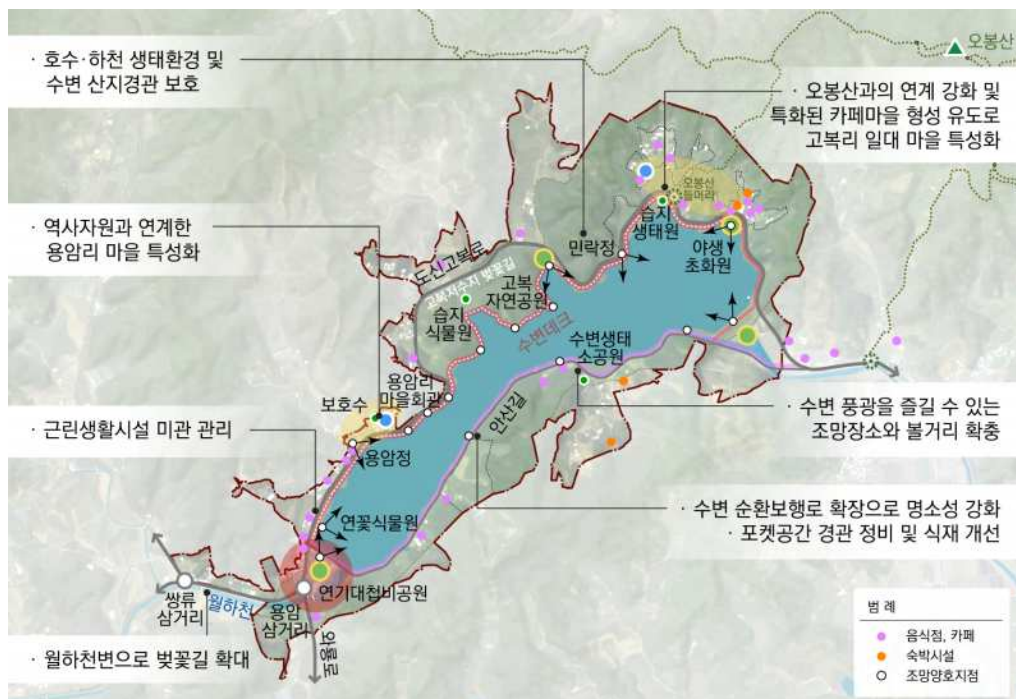 오봉산
· 호수·하천 생태환경 및
수변 산지경관 보호
· 오봉산과의 연계 강화 및
특화된 카페마을 형성 유도로
고복리 일대 마을 특성화
오봉산
들머리
습지
생태원
야생
초화원
민락정
· 역사자원과 연계한
용암리 마을 특성화
도신고복로
고복저수지 벚꽃길
고복
자연공원
습지
식물원
수변데크
수변생태
소공원
용암리
마을회관
보호수
안산길
· 수변 풍광을 즐길 수 있는
조망장소와 볼거리 확충
· 근린생활시설 미관 관리
용암정
연꽃식물원
· 수변 순환보행로 확장으로 명소성 강화
· 포켓공간 경관 정비 및 식재 개선
연기대첩비공원
쌍류
삼거리
월하천
용암
삼거리
와룡로
· 월하천변으로 벚꽃길 확대
범 례
음식점, 카페
숙박시설
조망양호지점